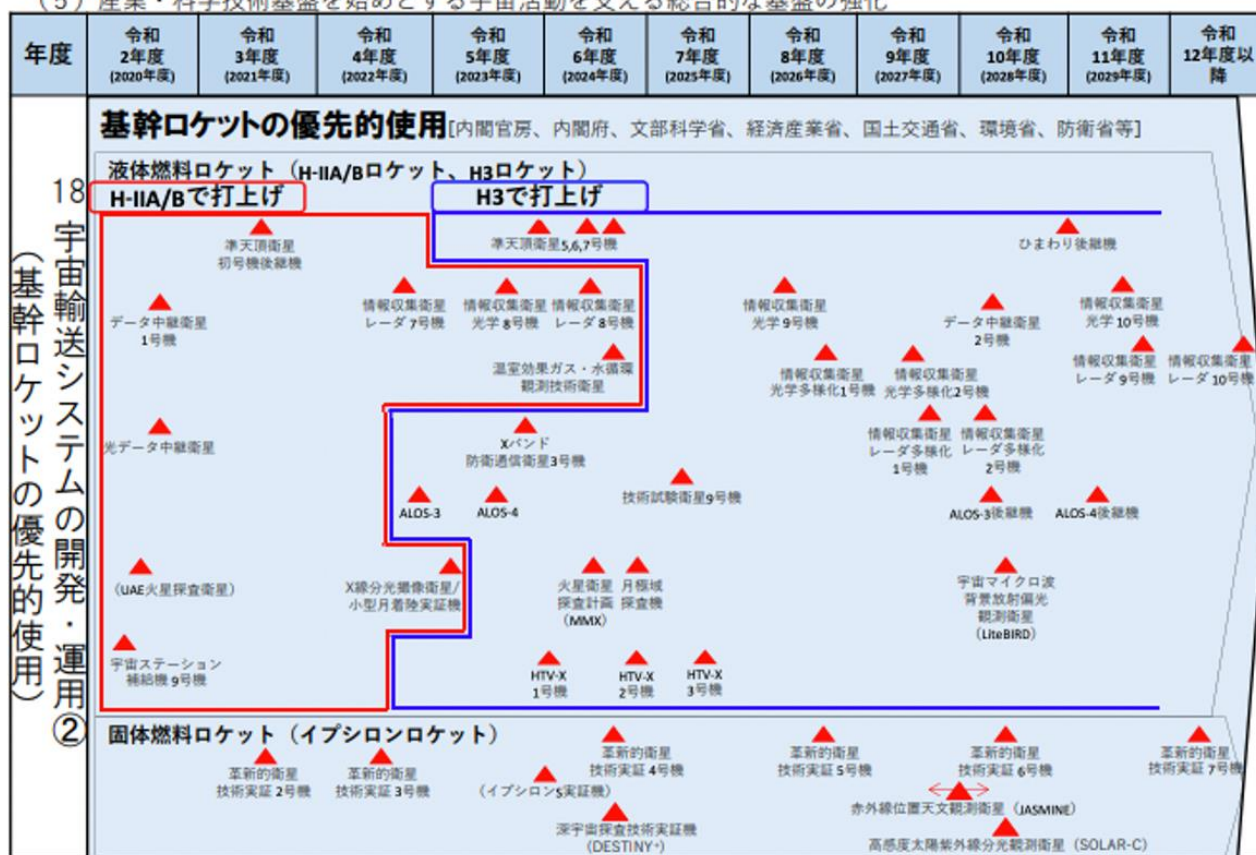 (5) 産業・科学技術基盤を始めとする宇宙活動を支える総合的な基盤の強化
年度
令和
2年度
(2020年度)
令和
3年度
(2021年度)
令和
4年度
(2022年度)
令和
5年度
(2023年度)
令和
6年度
(2024年度)
令和
7年度
(2025年度)
令和
8年度
(2026年度)
令和
9年度
(2027年度)
令和
10年度
(2028年度)
令和
11年度
(2029年度)
令和
12年度以
降
18 宇宙輸送システムの開発・運用②
(基幹ロケットの優先的使用)
基幹ロケットの優先的使用[内閣官房、内閣府、文部科学省、経済産業省、国土交通省、環境省、防衛省等]
液体燃料ロケット(H-IIA/Bロケット、H3ロケット)
H-IIA/Bで打上げ
H3で打上げ
準天頂衛星
初号機後継機
準天頂衛星5,6,7号機
ひまわり後継機
データ中継衛星
1号機
情報収集衛星
レーダ7号機
情報収集衛星
光学8号機
情報収集衛星
レーダ8号機
情報収集衛星
光学9号機
データ中継衛星
2号機
情報収集衛星
光学10号機
温室効果ガス・水循環
観測技術衛星
情報収集衛星
光学多様化1号機
情報収集衛星
光学多様化2号機
情報収集衛星
レーダ9号機
情報収集衛星
レーダ10号機
光データ中継衛星
Xバンド
防衛通信衛星3号機
情報収集衛星
レーダ多様化
1号機
情報収集衛星
レーダ多様化
2号機
技術試験衛星9号機
ALOS-3
ALOS-4
ALOS-3後継機
ALOS-4後継機
(UAE火星探査衛星)
X線分光撮像衛星/
小型月着陸実証機
火星衛星
探査計画
(MMX)
月極域
探査機
宇宙マイクロ波
背景放射偏光
観測衛星
(LiteBIRD)
宇宙ステーション
補給機9号機
HTV-X
1号機
HTV-X
2号機
HTV-X
3号機
固体燃料ロケット(イプシロンロケット)
革新的衛星
技術実証2号機
革新的衛星
技術実証3号機
(イプシロンS実証機)
革新的衛星
技術実証4号機
革新的衛星
技術実証5号機
革新的衛星
技術実証6号機
革新的衛星
技術実証7号機
赤外線位置天文観測衛星(JASMINE)
深宇宙探査技術実証機
(DESTINY⁺)
高感度太陽紫外線分光観測衛星(SOLAR-C)